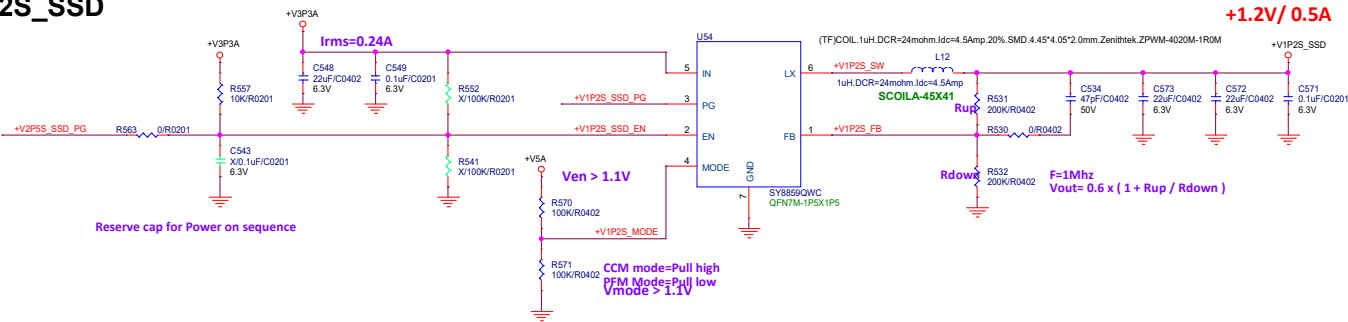 2S_SSD
+1.2V/ 0.5A
+V3P3A
+V3P3A
Irms=0.24A
U54
(TF)COIL.1uH.DCR=24mohm.Idc=4.5Amp.20%.SMD.4.45*4.05*2.0mm.Zenithtek.ZPWM-4020M-1R0M
+V1P2S_SSD
C548
22uF/C0402
6.3V
C549
0.1uF/C0201
6.3V
R557
10K/R0201
R552
X/100K/R0201
5
IN
LX
6
+V1P2S_SW
L12
1uH.DCR=24mohm.Idc=4.5Amp
SCOILA-45X41
Rup
R531
200K/R0402
C534
47pF/C0402
50V
C573
22uF/C0402
6.3V
C572
22uF/C0402
6.3V
C571
0.1uF/C0201
6.3V
+V1P2S_SSD_PG
3
PG
+V2P5S_SSD_PG
R563
0/R0201
+V1P2S_SSD_EN
2
EN
FB
1
+V1P2S_FB
R530
0/R0402
C543
X/0.1uF/C0201
6.3V
R541
X/100K/R0201
+V5A
Ven > 1.1V
4
MODE
GND
7
SY8859QWC
QFN7M-1P5X1P5
Rdown
R532
200K/R0402
F=1Mhz
Vout= 0.6 x ( 1 + Rup / Rdown )
R570
100K/R0402
Reserve cap for Power on sequence
+V1P2S_MODE
R571
100K/R0402
CCM mode=Pull high
PFM Mode=Pull low
Vmode > 1.1V